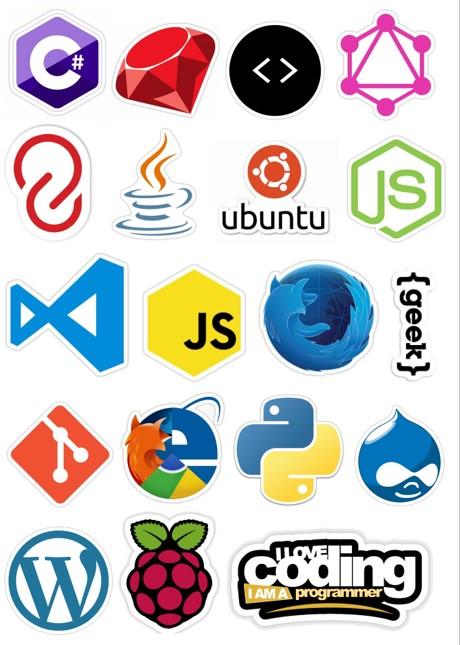 C#
<>
ubuntu
JS
JS
{geek}
e
W
I LOVE
coding
I AM A programmer